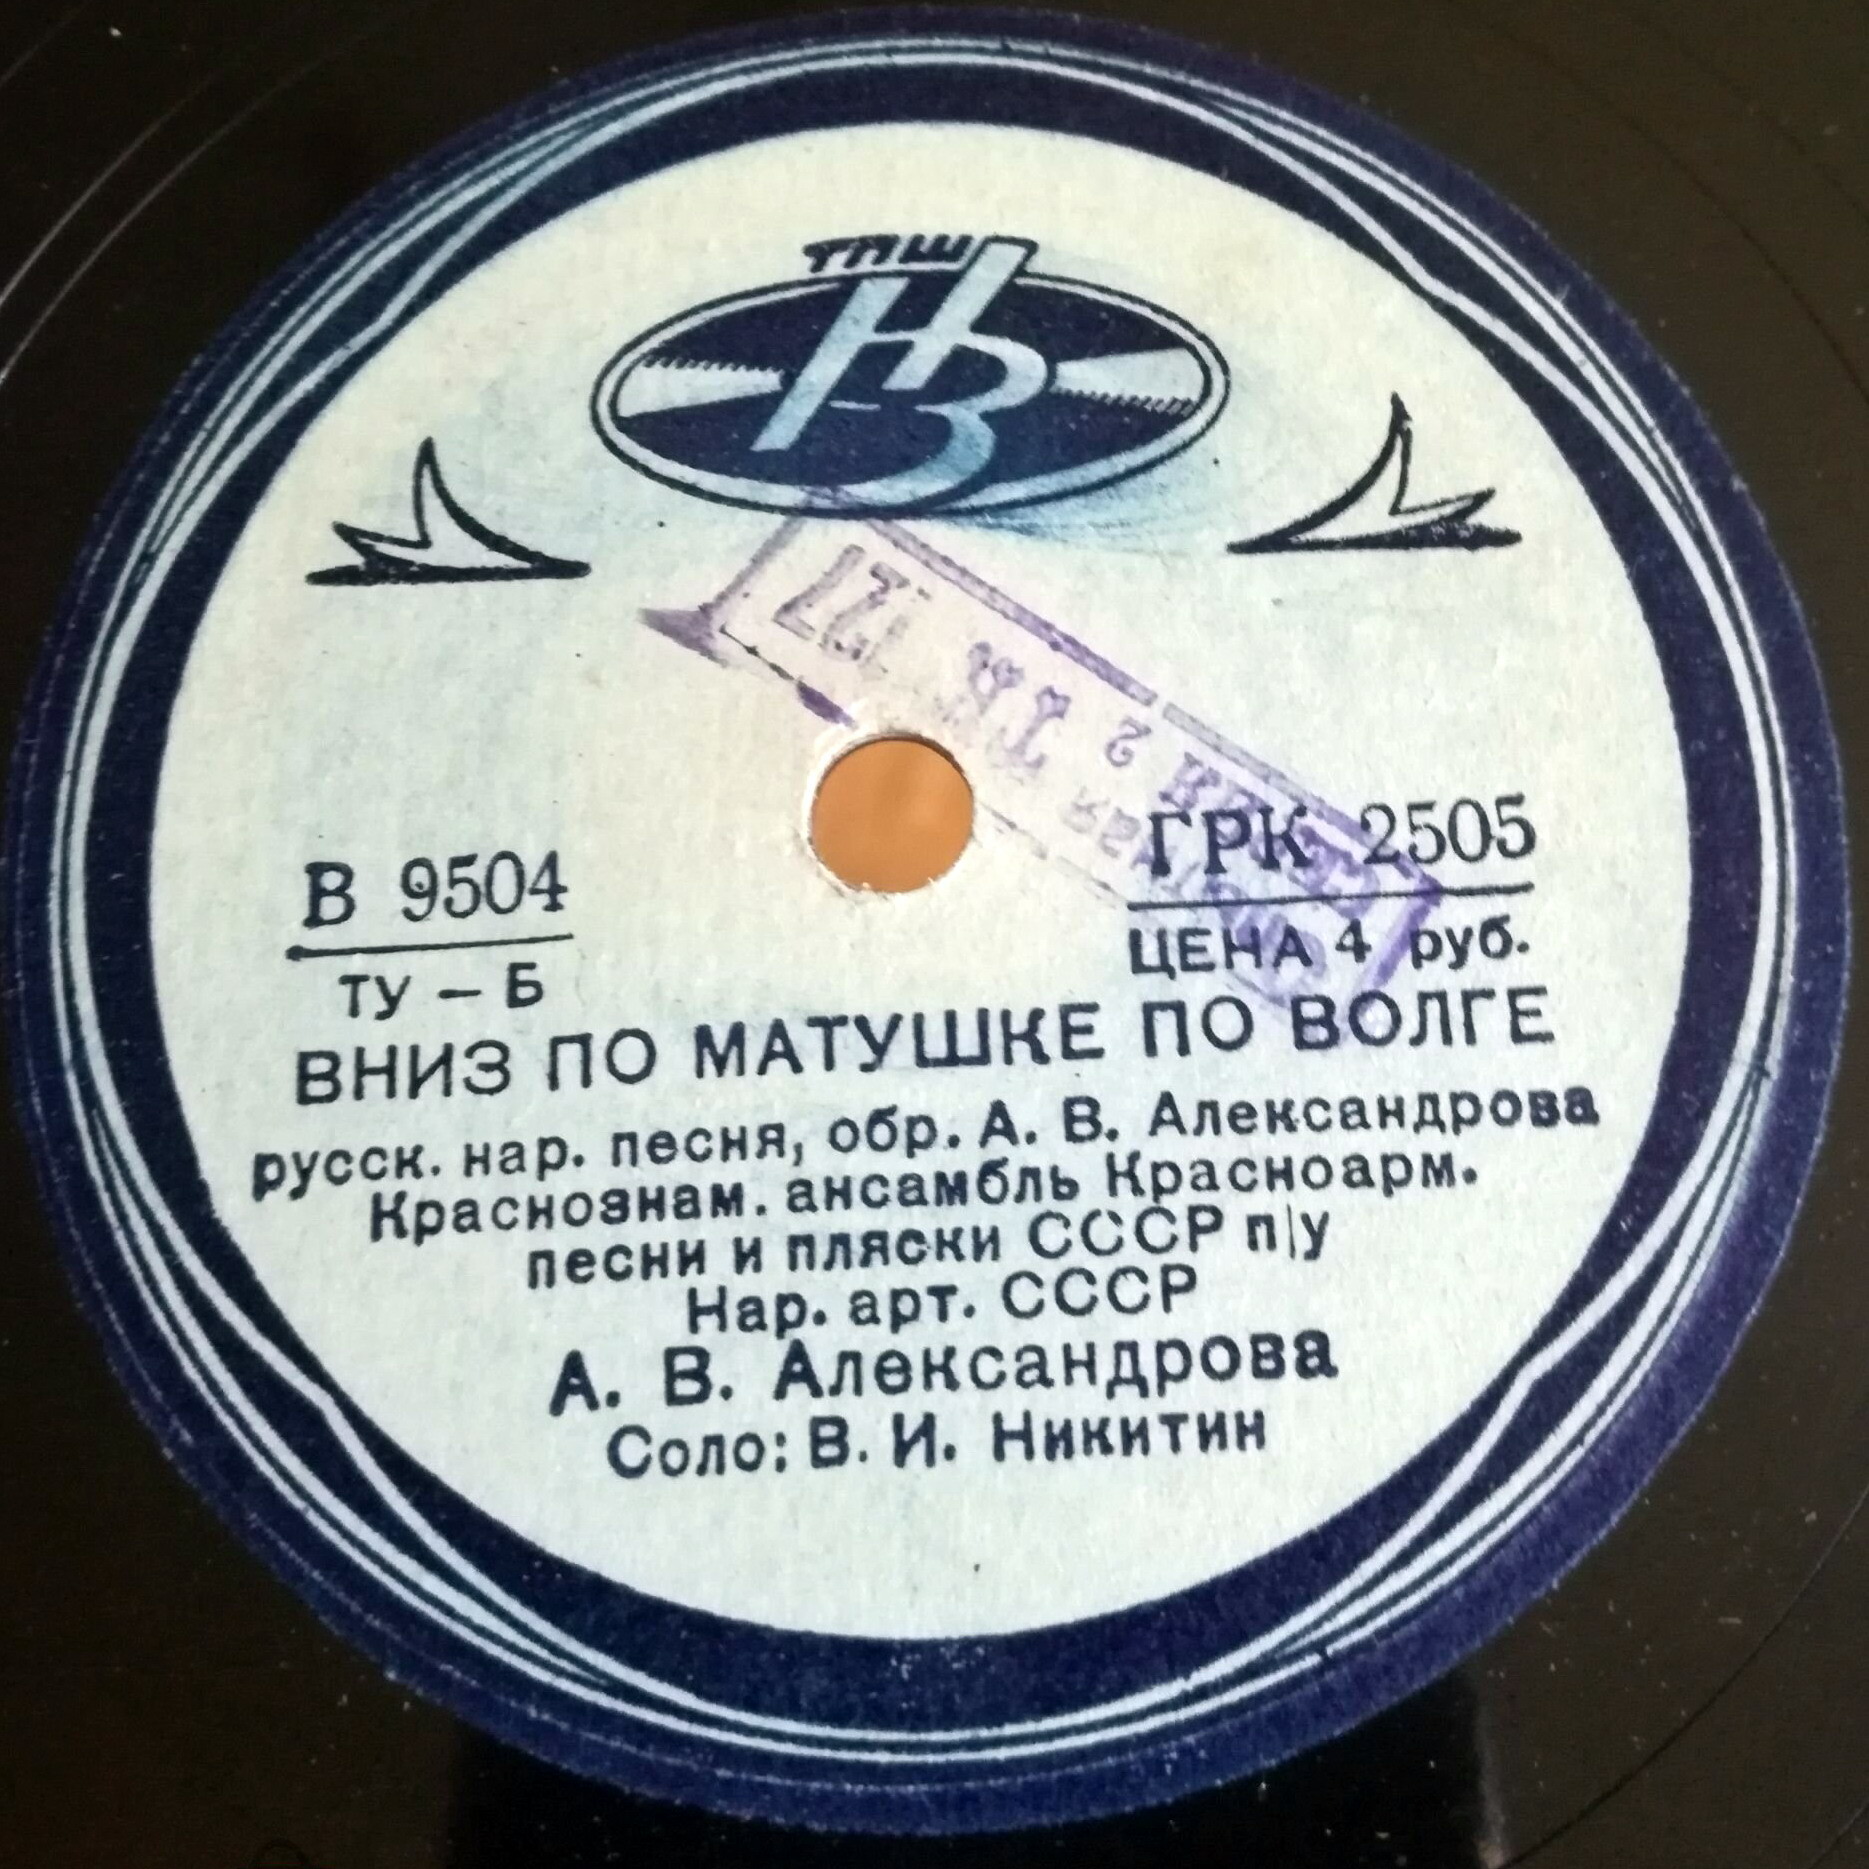 ТПШ
НЗ
В 9504
ТУ – Б
ГРК 2505
ЦЕНА 4 руб.
ВНИЗ ПО МАТУШКЕ ПО ВОЛГЕ
русск. нар. песня, обр. А. В. Александрова
Краснознам. ансамбль Красноарм.
песни и пляски СССР п/у
Нар. арт. СССР
А. В. Александрова
Соло: В. И. Никитин